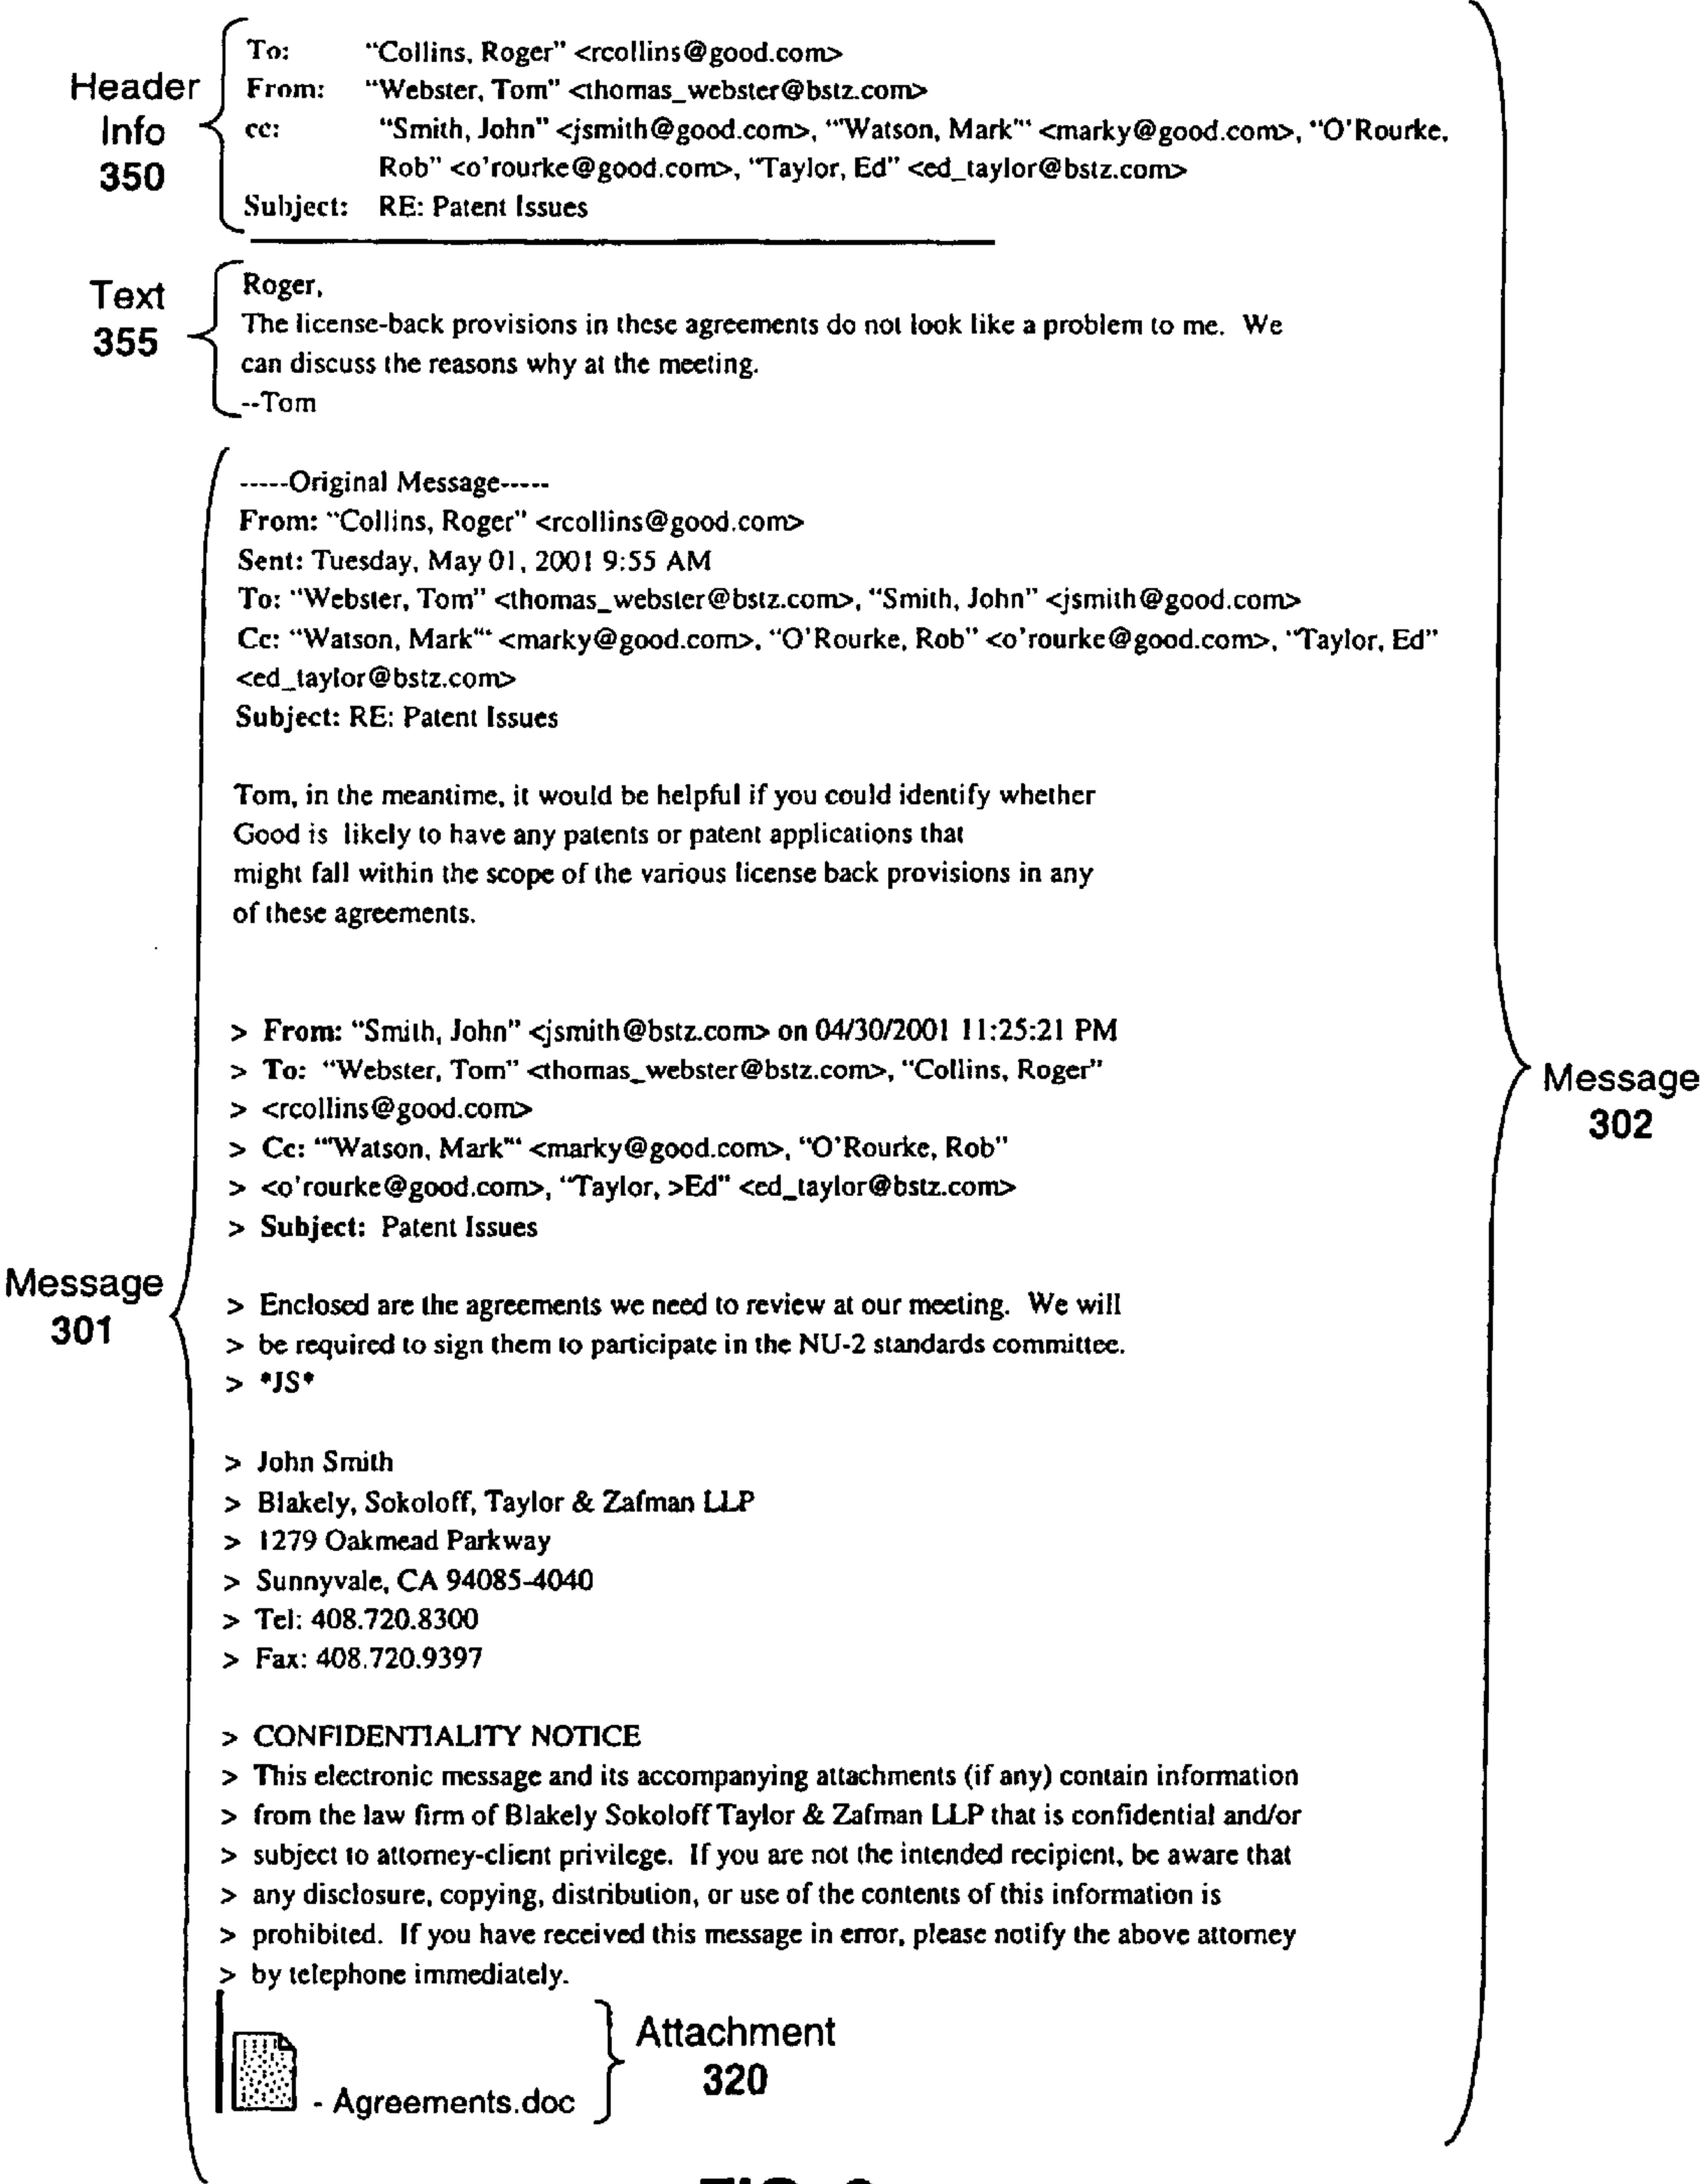 To: "Collins, Roger" <rcollins@good.com>
From: "Webster, Tom" <thomas_webster@bstz.com>
cc: "Smith, John" <jsmith@good.com>, "'Watson, Mark'" <marky@good.com>, "O'Rourke,
Rob" <o'rourke@good.com>, "Taylor, Ed" <ed_taylor@bstz.com>
Subject: RE: Patent Issues
Header
Info
350
Roger,
The license-back provisions in these agreements do not look like a problem to me. We
can discuss the reasons why at the meeting.
--Tom
Text
355
-----Original Message-----
From: "Collins, Roger" <rcollins@good.com>
Sent: Tuesday, May 01, 2001 9:55 AM
To: "Webster, Tom" <thomas_webster@bstz.com>, "Smith, John" <jsmith@good.com>
Cc: "Watson, Mark'" <marky@good.com>, "O'Rourke, Rob" <o'rourke@good.com>, "Taylor, Ed"
<ed_taylor@bstz.com>
Subject: RE: Patent Issues
Tom, in the meantime, it would be helpful if you could identify whether
Good is likely to have any patents or patent applications that
might fall within the scope of the various license back provisions in any
of these agreements.
> From: "Smith, John" <jsmith@bstz.com> on 04/30/2001 11:25:21 PM
> To: "Webster, Tom" <thomas_webster@bstz.com>, "Collins, Roger"
> <rcollins@good.com>
> Cc: "'Watson, Mark'" <marky@good.com>, "O'Rourke, Rob"
> <o'rourke@good.com>, "Taylor, >Ed" <ed_taylor@bstz.com>
> Subject: Patent Issues
> Enclosed are the agreements we need to review at our meeting. We will
> be required to sign them to participate in the NU-2 standards committee.
> *JS*
> John Smith
> Blakely, Sokoloff, Taylor & Zafman LLP
> 1279 Oakmead Parkway
> Sunnyvale, CA 94085-4040
> Tel: 408.720.8300
> Fax: 408.720.9397
> CONFIDENTIALITY NOTICE
> This electronic message and its accompanying attachments (if any) contain information
> from the law firm of Blakely Sokoloff Taylor & Zafman LLP that is confidential and/or
> subject to attorney-client privilege. If you are not the intended recipient, be aware that
> any disclosure, copying, distribution, or use of the contents of this information is
> prohibited. If you have received this message in error, please notify the above attorney
> by telephone immediately.
- Agreements.doc
Attachment
320
Message
301
Message
302